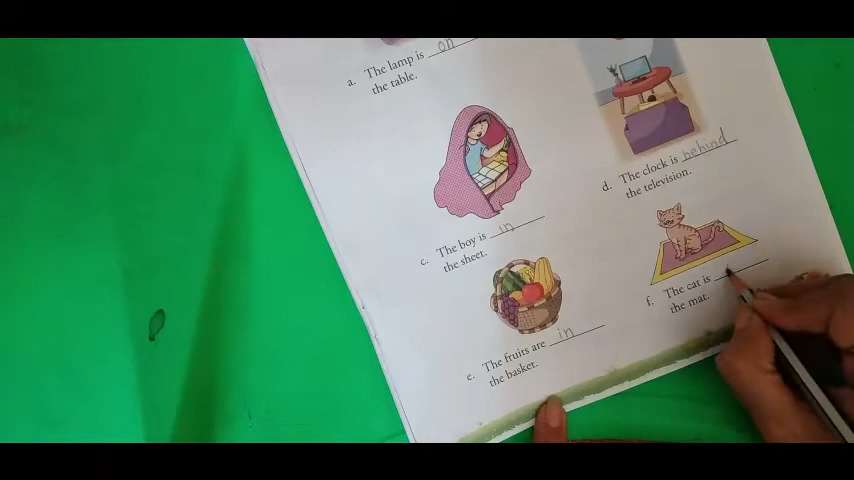 a. The lamp is on
the table.
c. The boy is in
the sheet.
e. The fruits are in
the basket.
d. The clock is behind
the television.
f. The cat is
the mat.